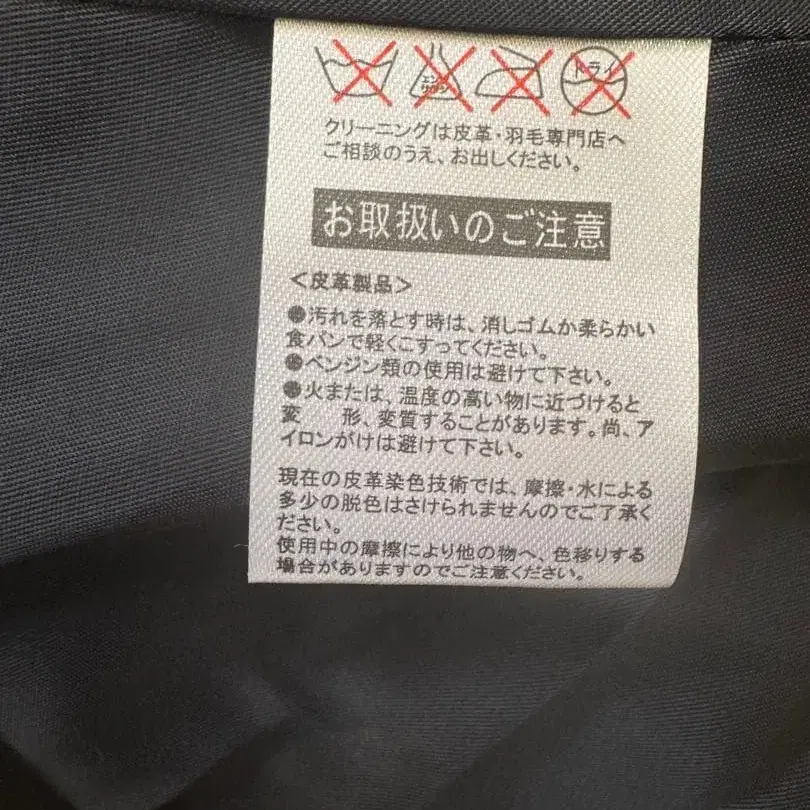 ドライ
クリーニングは皮革・羽毛専門店へ
ご相談のうえ、お出しください。
お取扱いのご注意
＜皮革製品＞
●汚れを落とす時は、消しゴムか柔らかい
食パンで軽くこすってください。
●ベンジン類の使用は避けて下さい。
●火または、温度の高い物に近づけると
変　　形、変質することがあります。尚、ア
イロンがけは避けて下さい。
現在の皮革染色技術では、摩擦・水による
多少の脱色はさけられませんのでご了承く
ださい。
使用中の摩擦により他の物へ、色移りする
場合がありますのでご注意ください。